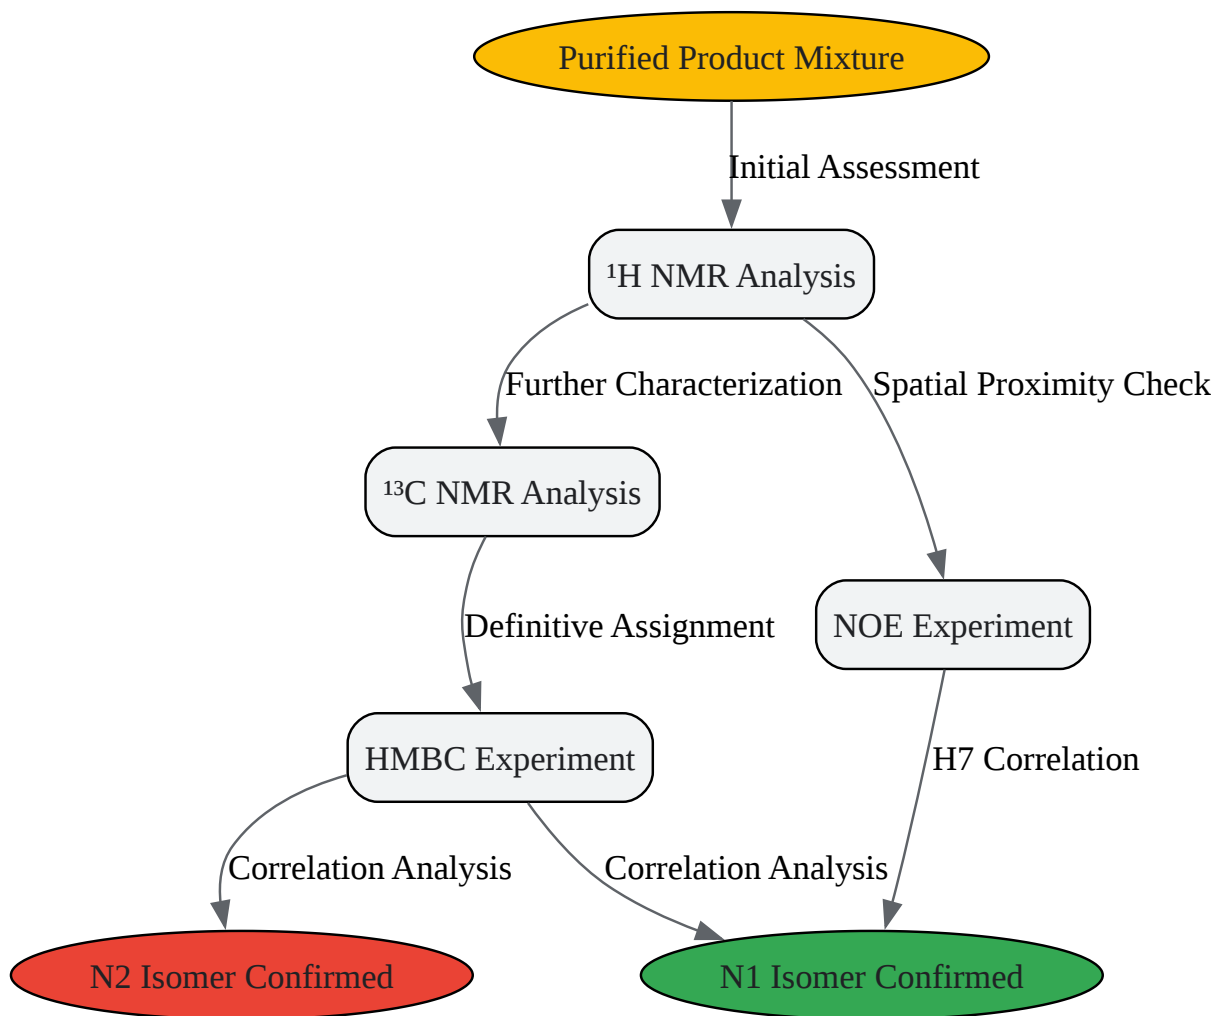 Purified Product Mixture
Initial Assessment
¹H NMR Analysis
Further Characterization
Spatial Proximity Check
¹³C NMR Analysis
Definitive Assignment
NOE Experiment
HMBC Experiment
H7 Correlation
Correlation Analysis
Correlation Analysis
N2 Isomer Confirmed
N1 Isomer Confirmed